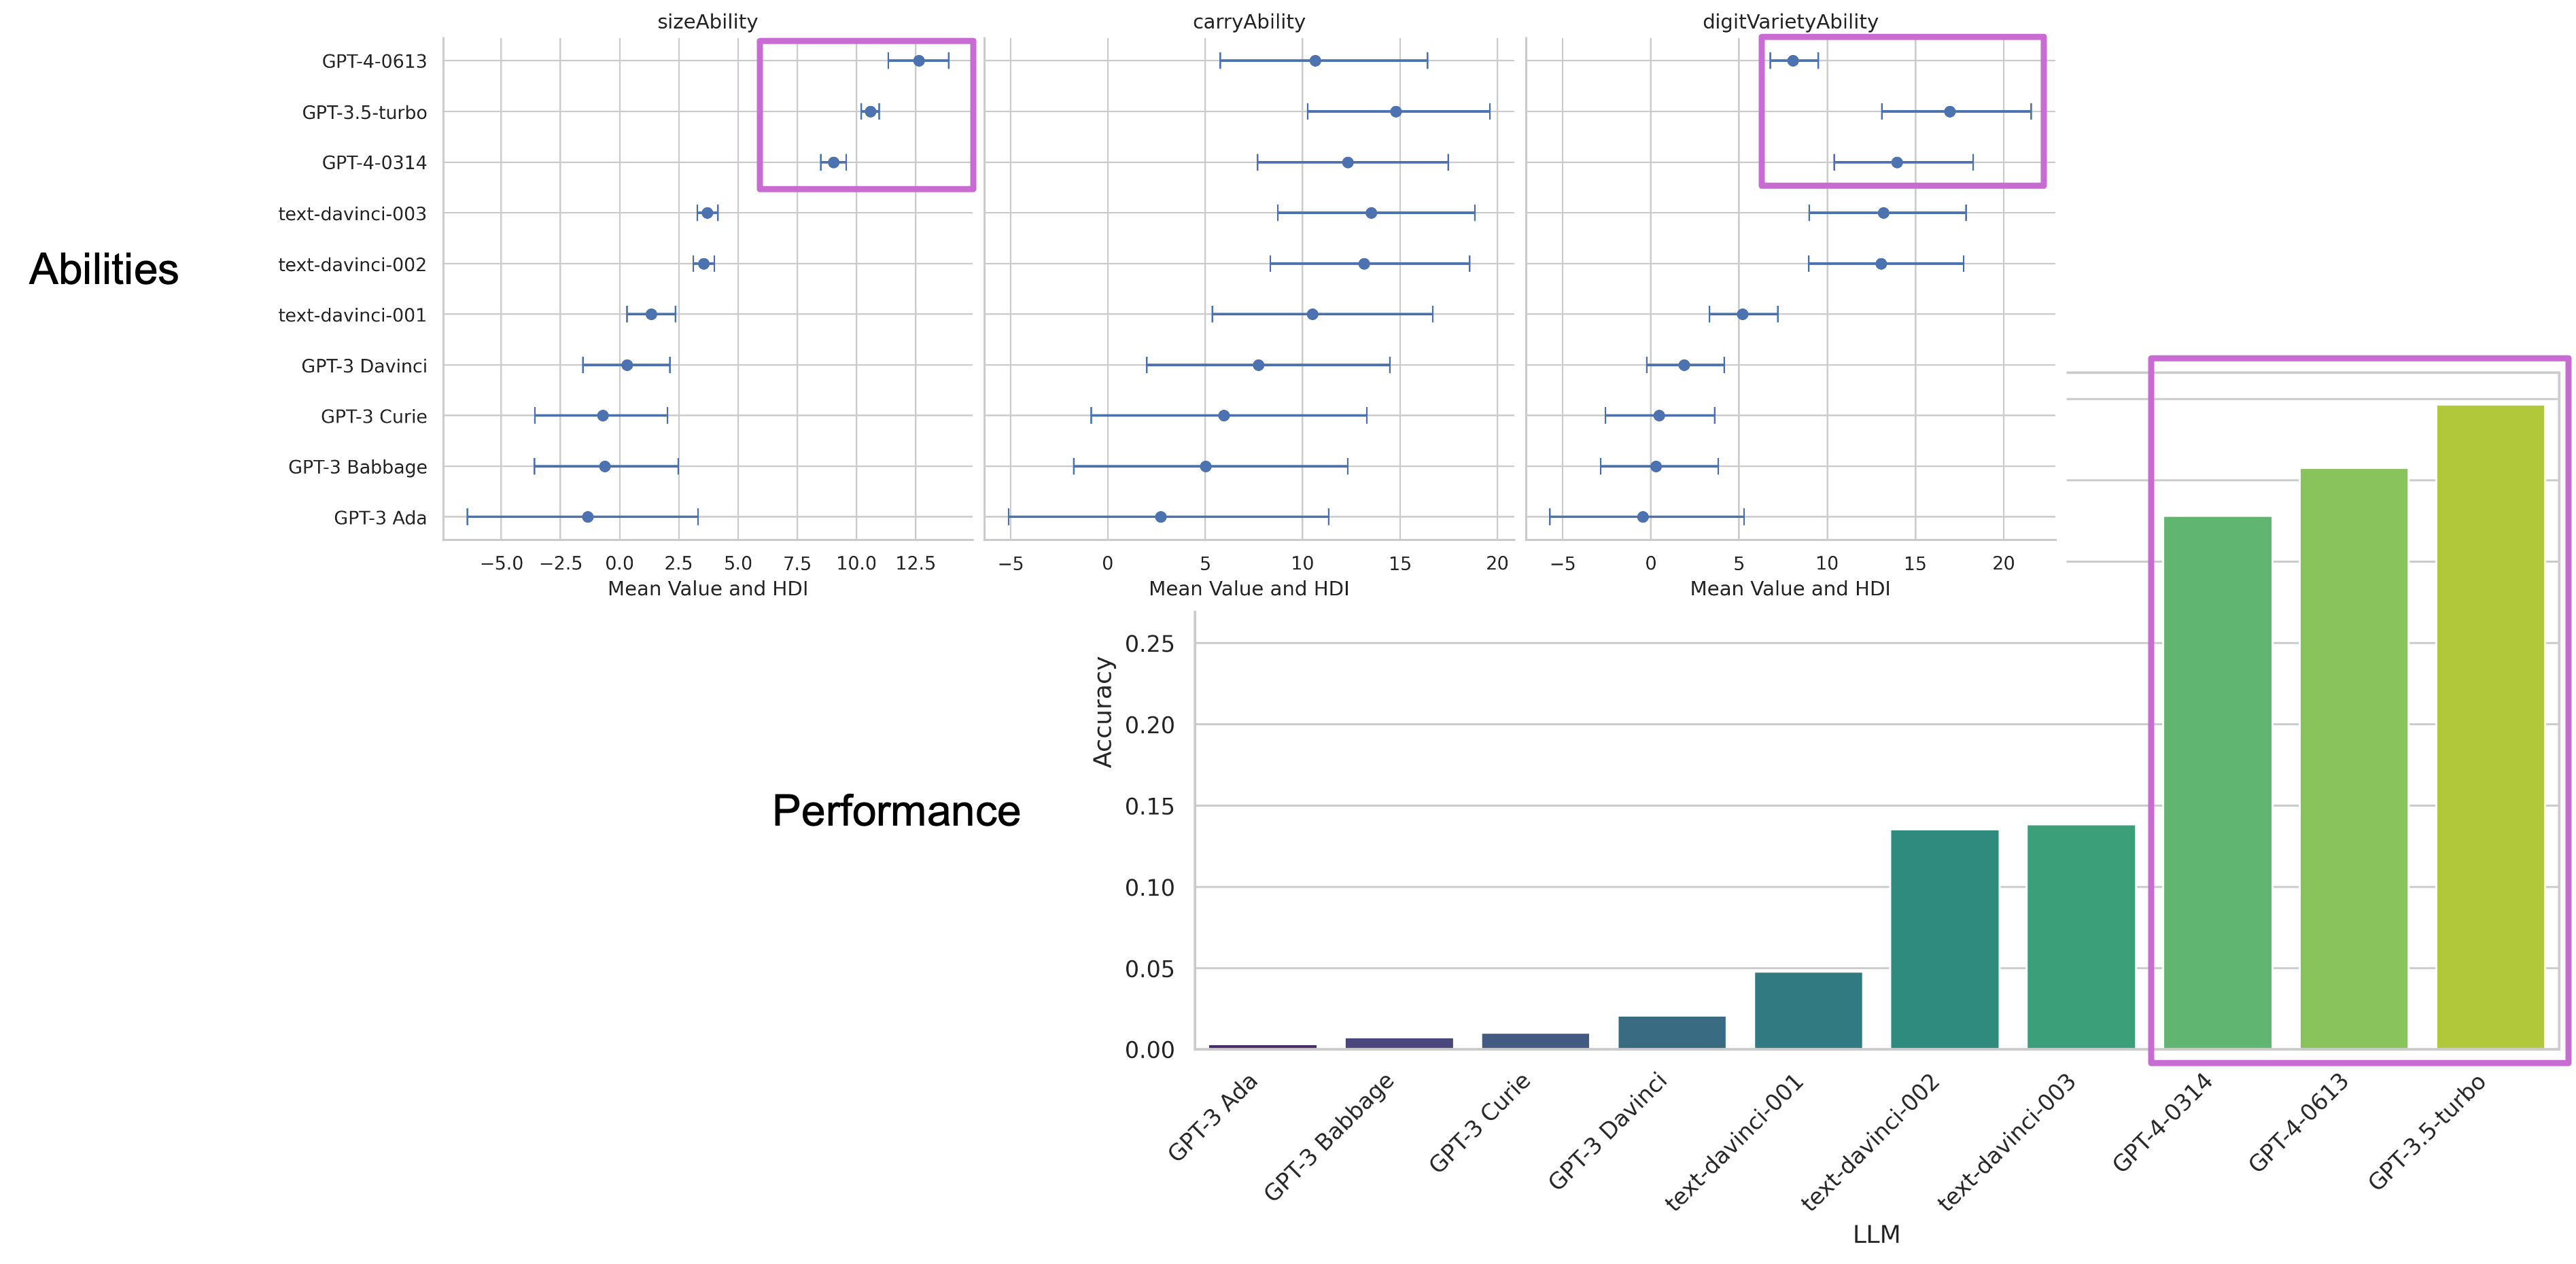 sizeAbility
carryAbility
digitVarietyAbility
GPT-4-0613
GPT-3.5-turbo
GPT-4-0314
text-davinci-003
text-davinci-002
text-davinci-001
GPT-3 Davinci
GPT-3 Curie
GPT-3 Babbage
GPT-3 Ada
Abilities
−5.0 −2.5 0.0 2.5 5.0 7.5 10.0 12.5
Mean Value and HDI
−5 0 5 10 15 20
Mean Value and HDI
−5 0 5 10 15 20
Mean Value and HDI
Performance
Accuracy
0.25
0.20
0.15
0.10
0.05
0.00
GPT-3 Ada
GPT-3 Babbage
GPT-3 Curie
GPT-3 Davinci
text-davinci-001
text-davinci-002
text-davinci-003
GPT-4-0314
GPT-4-0613
GPT-3.5-turbo
LLM